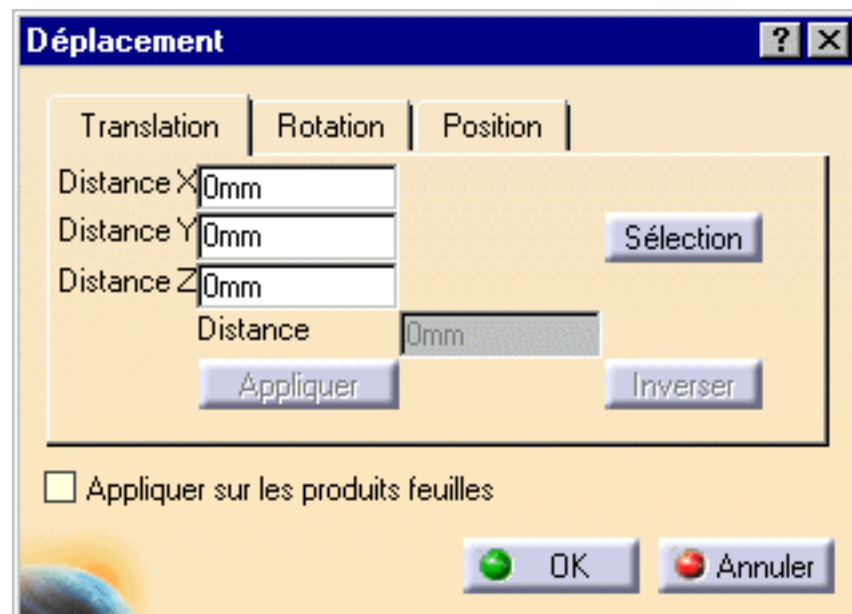 Déplacement
Translation Rotation Position
Distance X 0mm
Distance Y 0mm Sélection
Distance Z 0mm
Distance 0mm
Appliquer Inverser
Appliquer sur les produits feuilles
OK Annuler